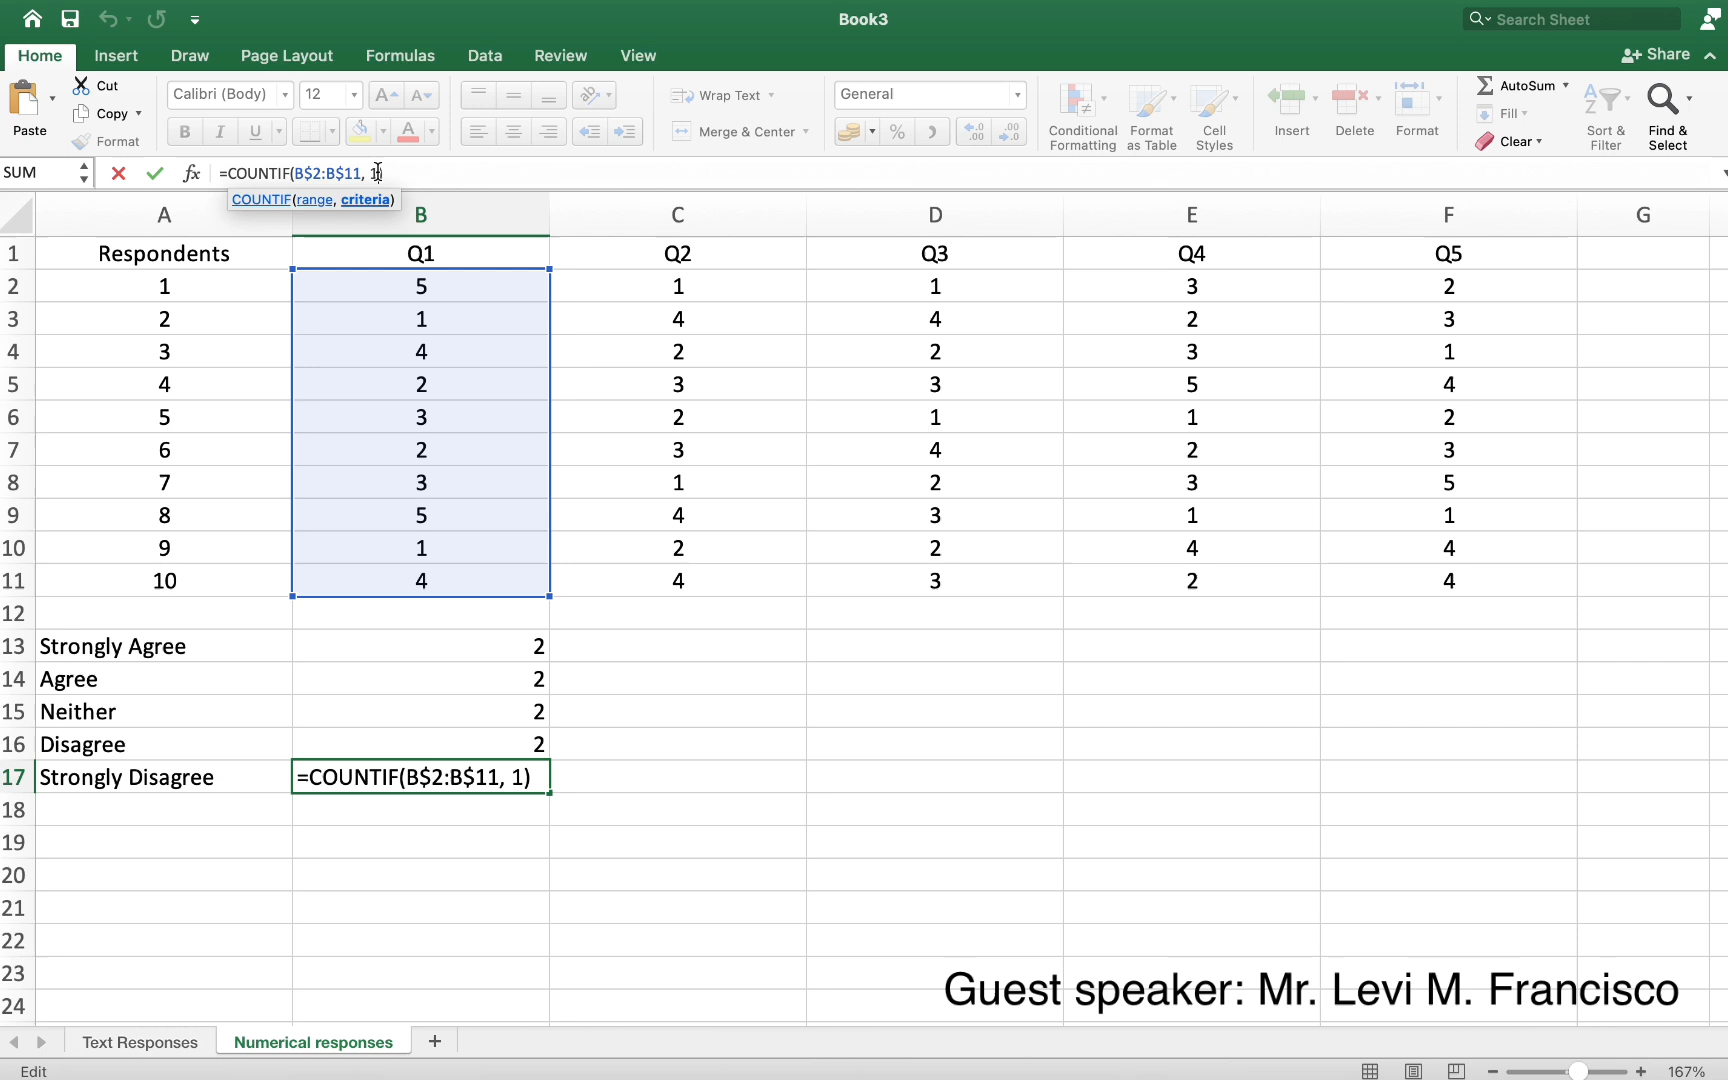 Book3
Search Sheet
Home Insert Draw Page Layout Formulas Data Review View
Share
Paste
Cut
Copy
Format
Calibri (Body) 12
A A
B I U A
Wrap Text
Merge & Center
General
%
.0 .00
.00 .0
Conditional Formatting
Format as Table
Cell Styles
Insert
Delete
Format
AutoSum
Fill
Clear
Sort & Filter
Find & Select
SUM
fx =COUNTIF(B$2:B$11, 1)
COUNTIF(range, criteria)
A B C D E F G
1 Respondents Q1 Q2 Q3 Q4 Q5
2 1 5 1 1 3 2
3 2 1 4 4 2 3
4 3 4 2 2 3 1
5 4 2 3 3 5 4
6 5 3 2 1 1 2
7 6 2 3 4 2 3
8 7 3 1 2 3 5
9 8 5 4 3 1 1
10 9 1 2 2 4 4
11 10 4 4 3 2 4
12
13 Strongly Agree 2
14 Agree 2
15 Neither 2
16 Disagree 2
17 Strongly Disagree =COUNTIF(B$2:B$11, 1)
18
19
20
21
22
23
24
Guest speaker: Mr. Levi M. Francisco
Text Responses Numerical responses +
Edit
167%